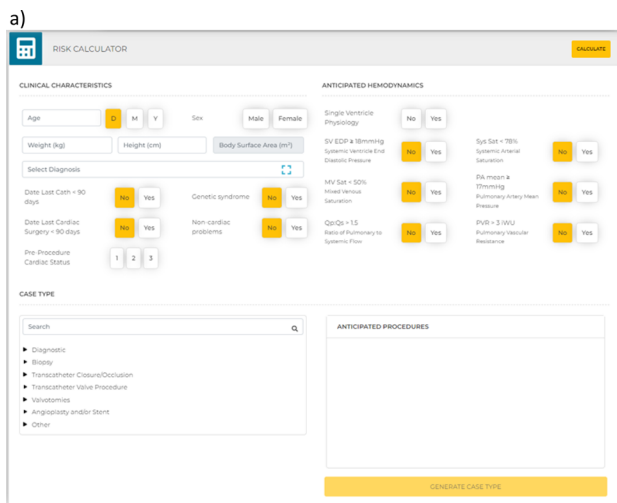 a)
RISK CALCULATOR
CALCULATE
CLINICAL CHARACTERISTICS
Age
D M Y
Sex
Male Female
Weight (kg)
Height (cm)
Body Surface Area (m²)
Select Diagnosis
Date Last Cath < 90
days
No Yes
Genetic syndrome
No Yes
Date Last Cardiac
Surgery < 90 days
No Yes
Non-cardiac
problems
No Yes
Pre-Procedure
Cardiac Status
1 2 3
ANTICIPATED HEMODYNAMICS
Single Ventricle
Physiology
No Yes
SV EDP ≥ 18mmHg
Systemic Ventricle End
Diastolic Pressure
No Yes
Sys Sat < 78%
Systemic Arterial
Saturation
No Yes
MV Sat < 50%
Mixed Venous
Saturation
No Yes
PA mean ≥
17mmHg
Pulmonary Artery Mean
Pressure
No Yes
Qp:Qs > 1.5
Ratio of Pulmonary to
Systemic Flow
No Yes
PVR > 3 iWU
Pulmonary Vascular
Resistance
No Yes
CASE TYPE
Search
Diagnostic
Biopsy
Transcatheter Closure/Occlusion
Transcatheter Valve Procedure
Valvotomies
Angioplasty and/or Stent
Other
ANTICIPATED PROCEDURES
GENERATE CASE TYPE